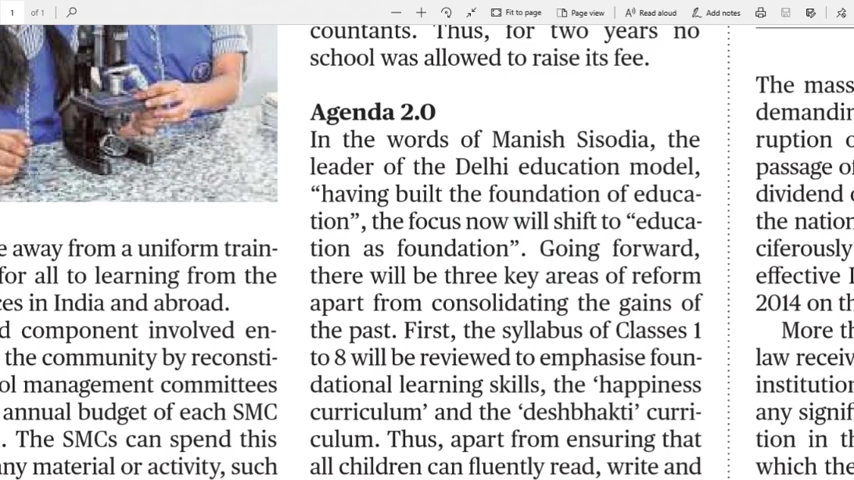 1 of 1
Fit to page
Page view
Read aloud
Add notes
e away from a uniform train-
for all to learning from the
ces in India and abroad.
d component involved en-
the community by reconsti-
ol management committees
annual budget of each SMC
. The SMCs can spend this
any material or activity, such
countants. Thus, for two years no
school was allowed to raise its fee.
Agenda 2.0
In the words of Manish Sisodia, the
leader of the Delhi education model,
“having built the foundation of educa-
tion”, the focus now will shift to “educa-
tion as foundation”. Going forward,
there will be three key areas of reform
apart from consolidating the gains of
the past. First, the syllabus of Classes 1
to 8 will be reviewed to emphasise foun-
dational learning skills, the ‘happiness
curriculum’ and the ‘deshbhakti’ curri-
culum. Thus, apart from ensuring that
all children can fluently read, write and
The mass
demandin
ruption o
passage of
dividend o
the nation
ciferously
effective I
2014 on th
More th
law receiv
institution
any signif
tion in th
which the